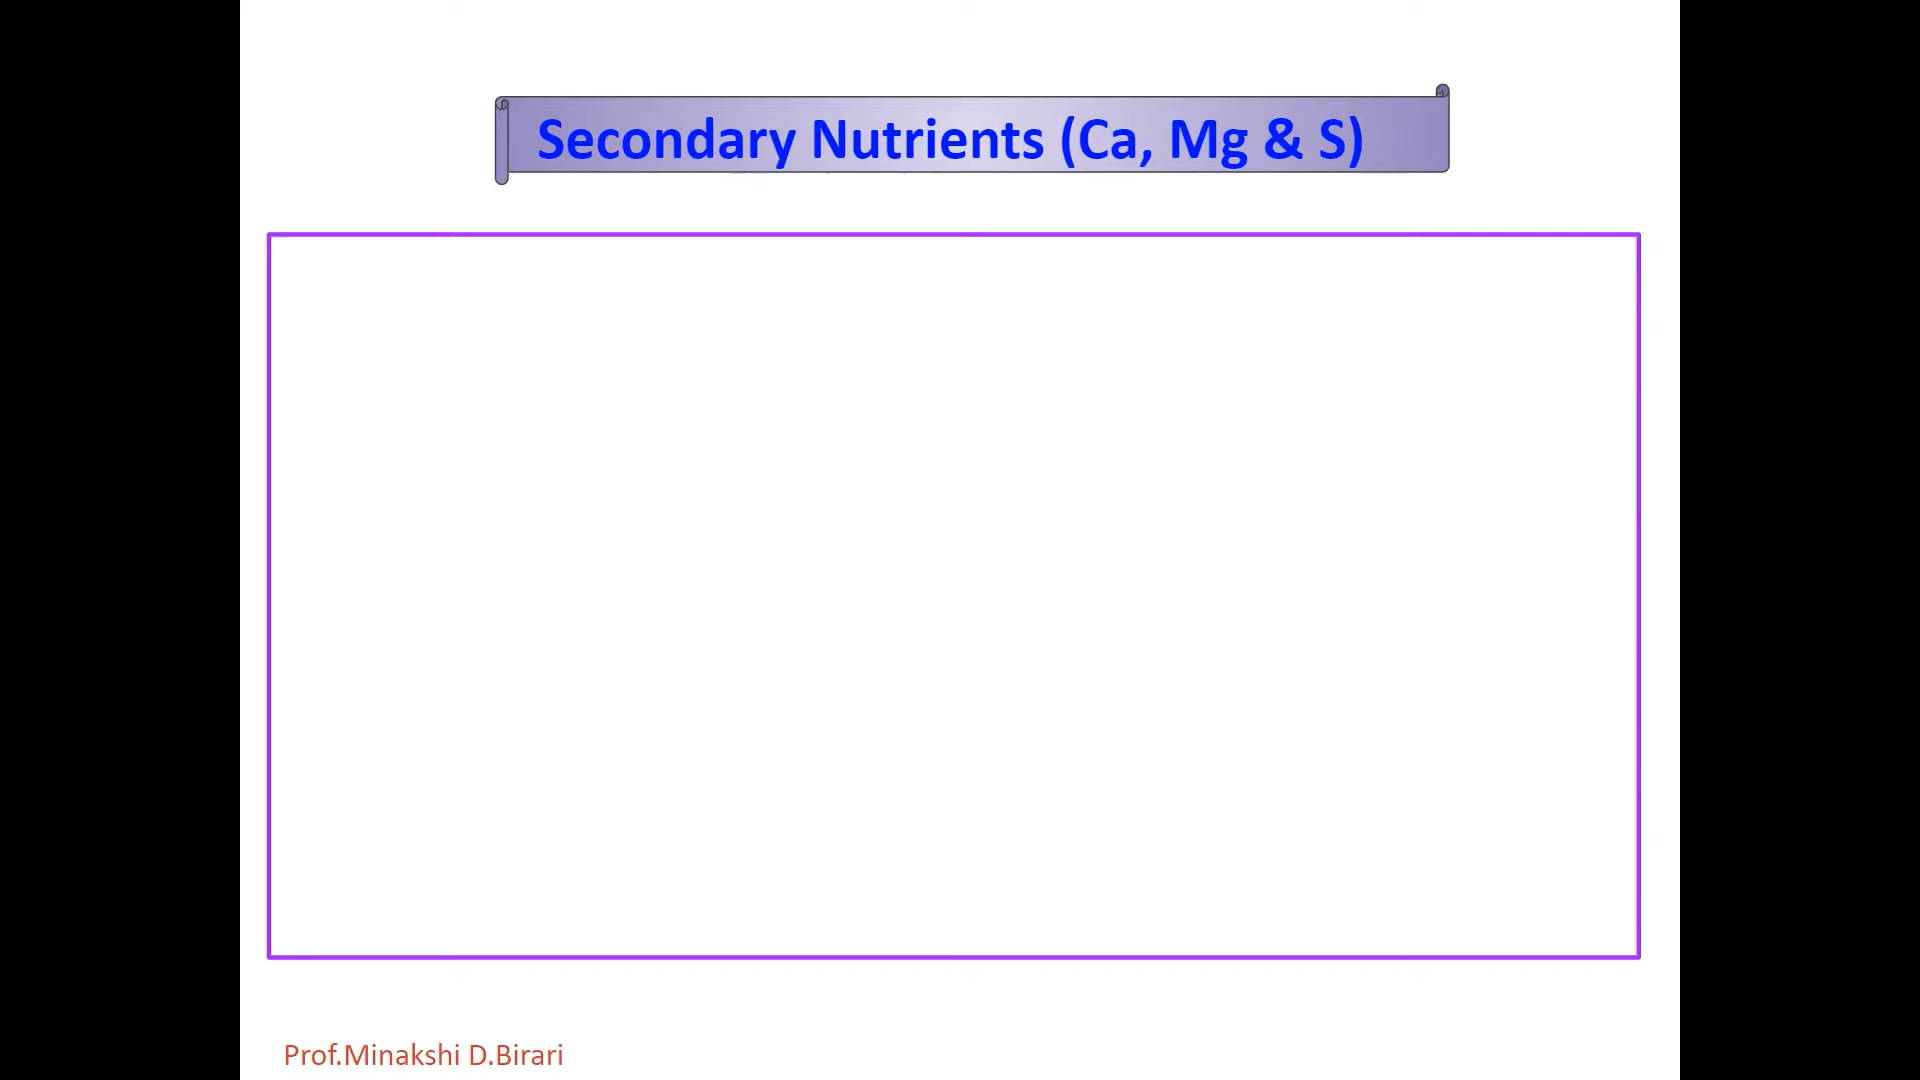 Secondary Nutrients (Ca, Mg & S)
Prof.Minakshi D.Birari